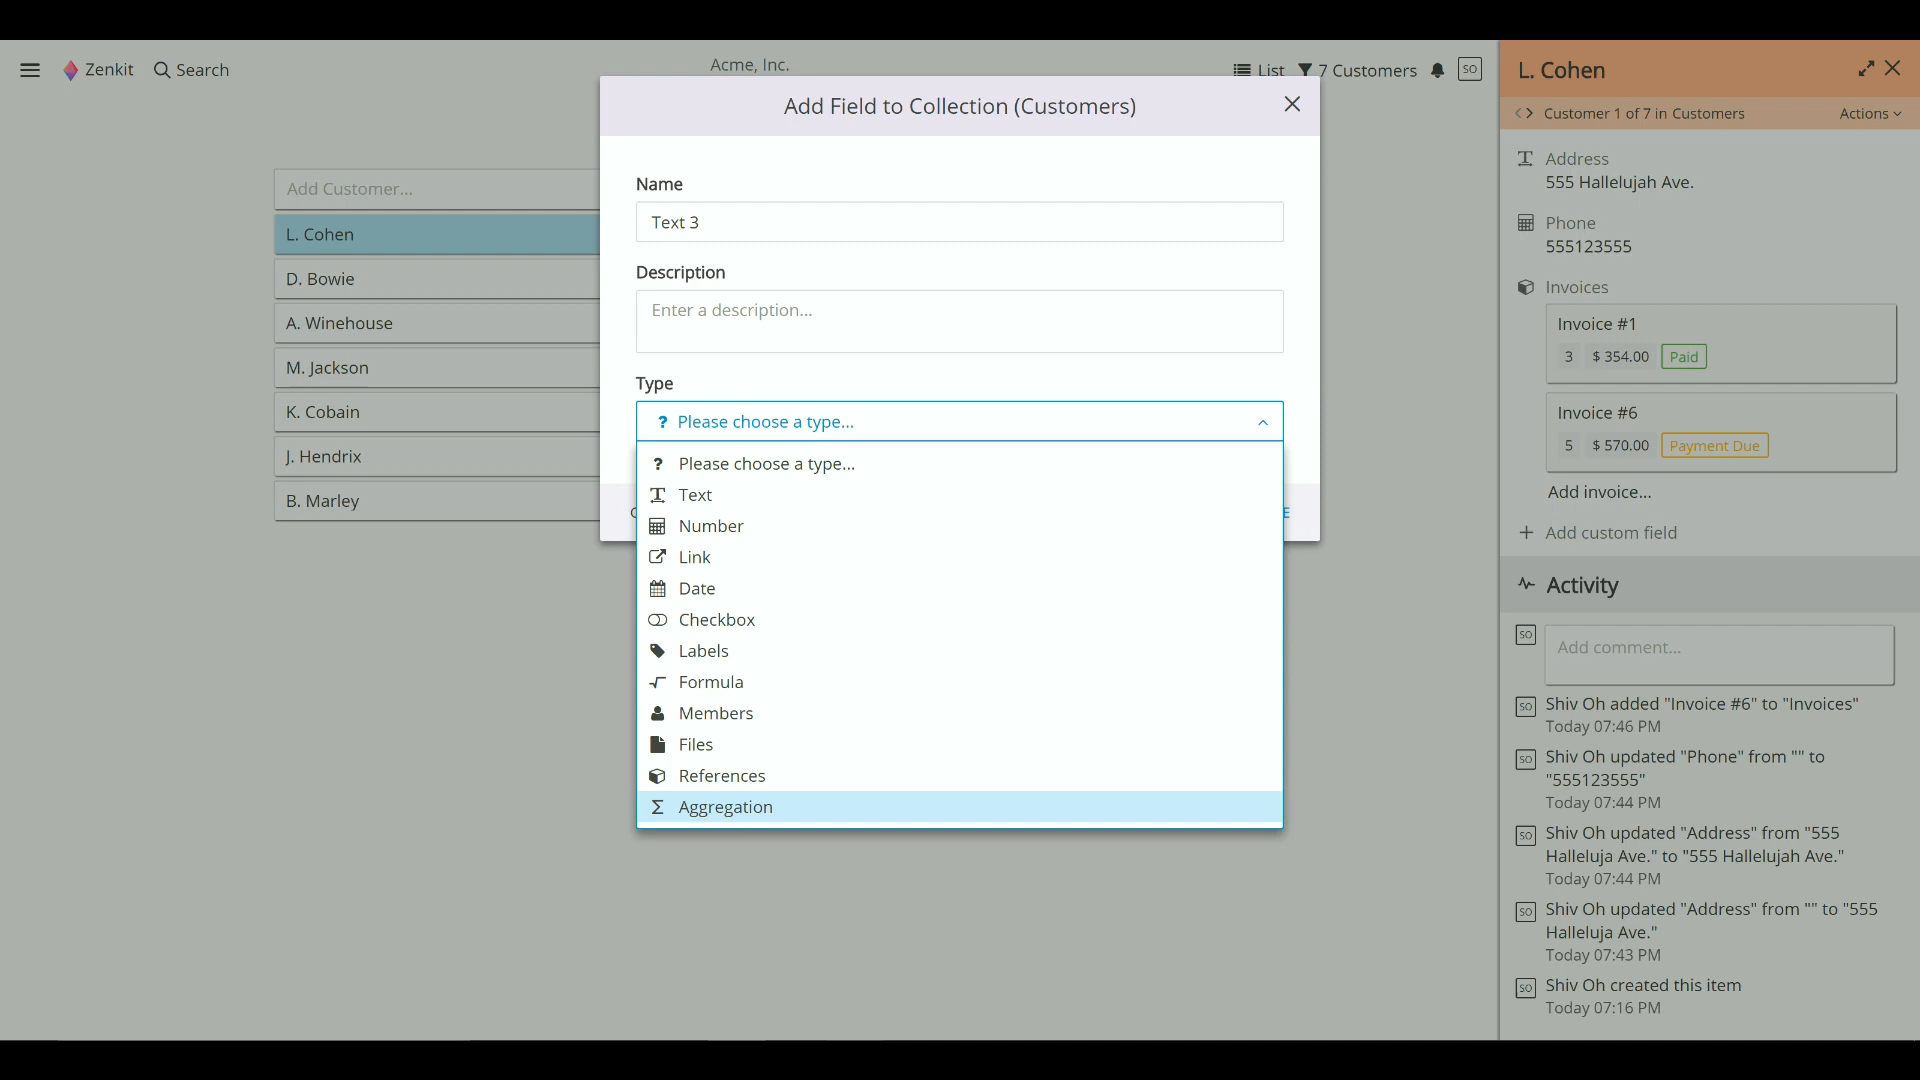 Zenkit
Search
Acme, Inc.
List
7 Customers
SO
Add Customer...
L. Cohen
D. Bowie
A. Winehouse
M. Jackson
K. Cobain
J. Hendrix
B. Marley
Add Field to Collection (Customers)
Name
Text 3
Description
Enter a description...
Type
? Please choose a type...
? Please choose a type...
Text
Number
Link
Date
Checkbox
Labels
Formula
Members
Files
References
Σ Aggregation
L. Cohen
Customer 1 of 7 in Customers
Actions
Address
555 Hallelujah Ave.
Phone
555123555
Invoices
Invoice #1
3 $ 354.00 Paid
Invoice #6
5 $ 570.00 Payment Due
Add invoice...
+ Add custom field
Activity
SO
Add comment...
SO Shiv Oh added "Invoice #6" to "Invoices"
Today 07:46 PM
SO Shiv Oh updated "Phone" from "" to
"555123555"
Today 07:44 PM
SO Shiv Oh updated "Address" from "555
Halleluja Ave." to "555 Hallelujah Ave."
Today 07:44 PM
SO Shiv Oh updated "Address" from "" to "555
Halleluja Ave."
Today 07:43 PM
SO Shiv Oh created this item
Today 07:16 PM